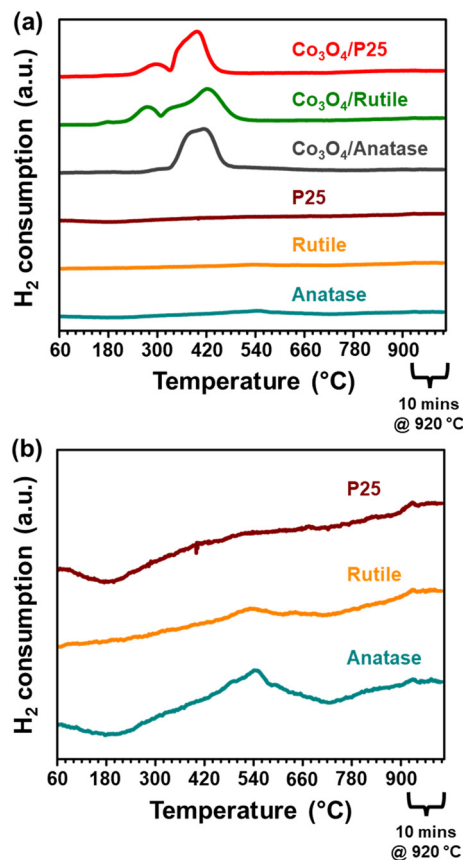 (a)
H₂ consumption (a.u.)
Co₃O₄/P25
Co₃O₄/Rutile
Co₃O₄/Anatase
P25
Rutile
Anatase
60 180 300 420 540 660 780 900
Temperature (°C)
10 mins
@ 920 °C
(b)
H₂ consumption (a.u.)
P25
Rutile
Anatase
60 180 300 420 540 660 780 900
Temperature (°C)
10 mins
@ 920 °C